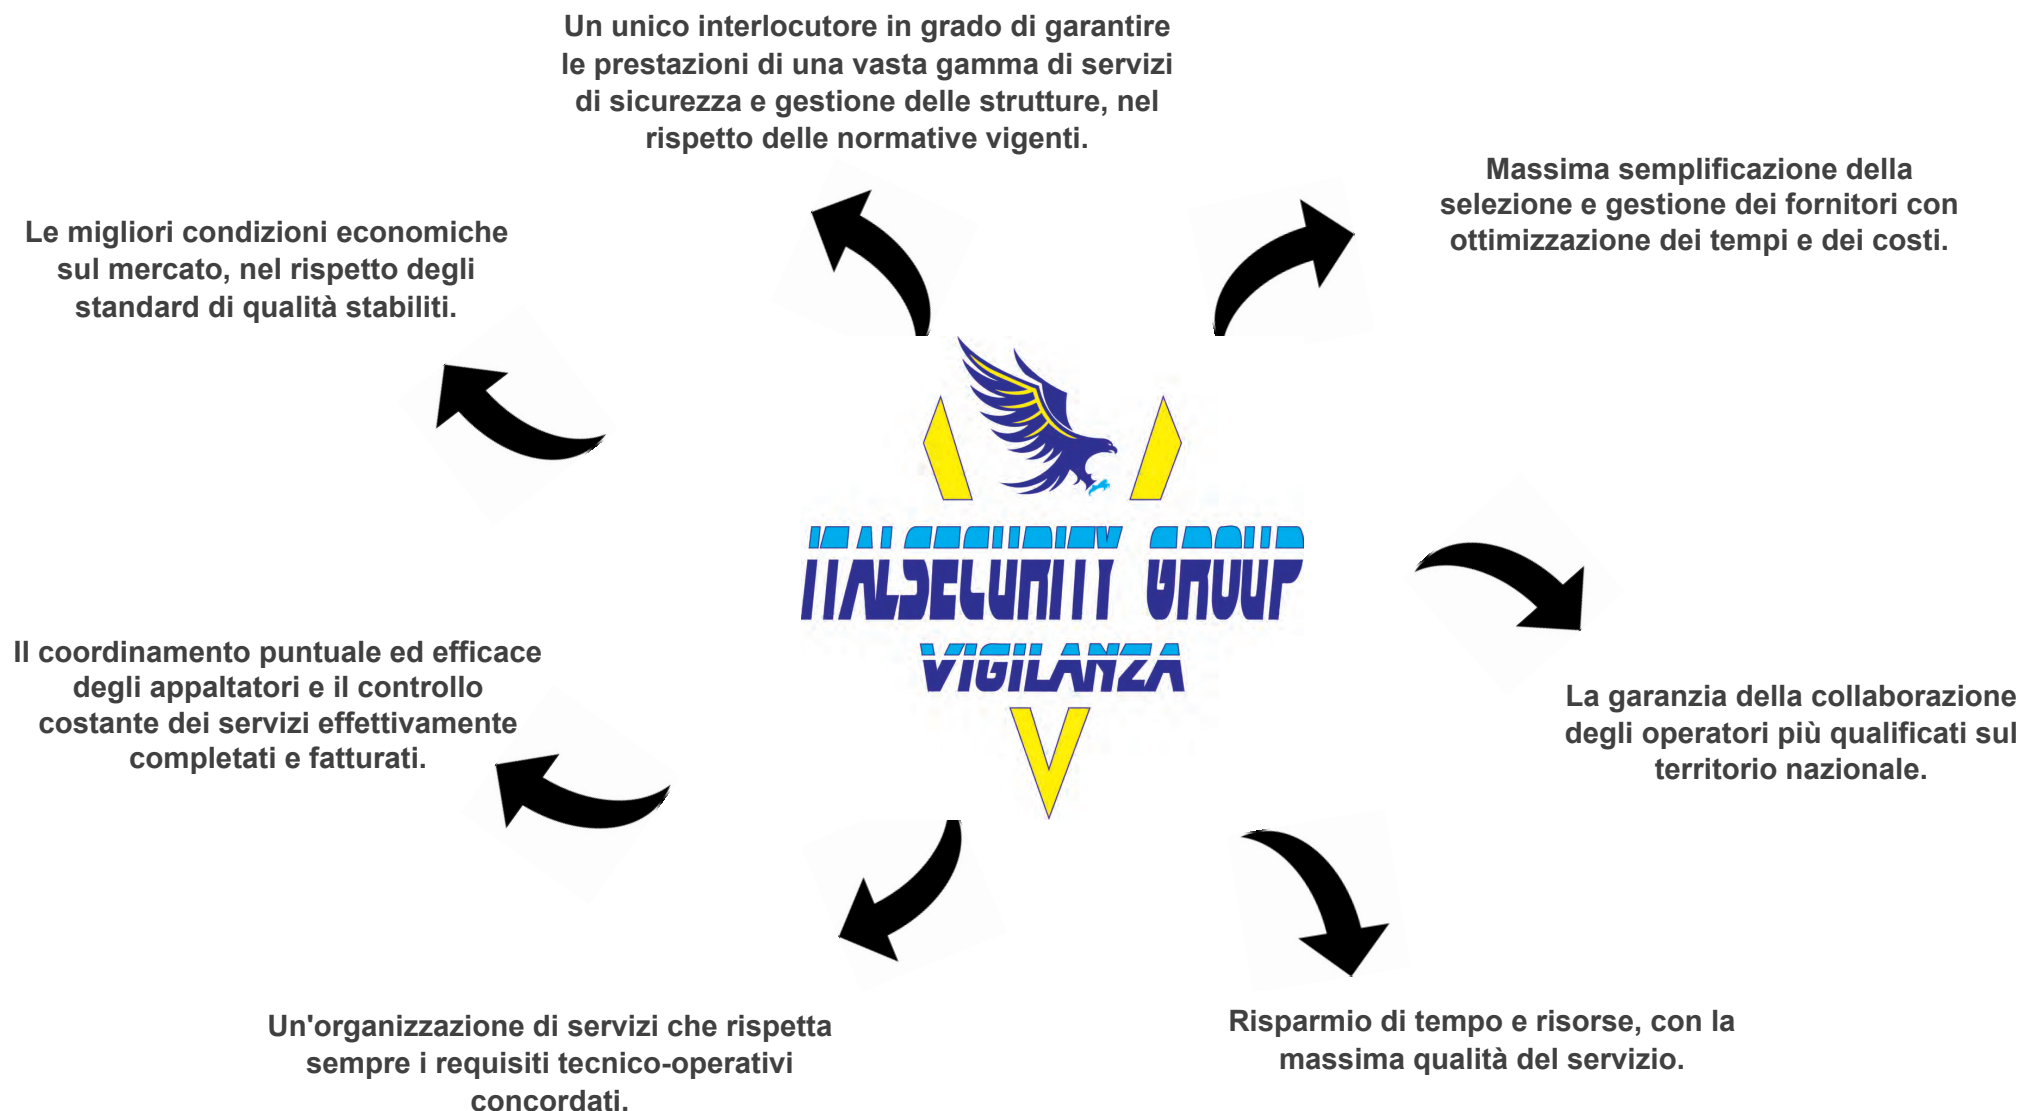 Un unico interlocutore in grado di garantire
le prestazioni di una vasta gamma di servizi
di sicurezza e gestione delle strutture, nel
rispetto delle normative vigenti.
Massima semplificazione della
selezione e gestione dei fornitori con
ottimizzazione dei tempi e dei costi.
Le migliori condizioni economiche
sul mercato, nel rispetto degli
standard di qualità stabiliti.
ITALSECURITY GROUP
VIGILANZA
Il coordinamento puntuale ed efficace
degli appaltatori e il controllo
costante dei servizi effettivamente
completati e fatturati.
La garanzia della collaborazione
degli operatori più qualificati sul
territorio nazionale.
Un'organizzazione di servizi che rispetta
sempre i requisiti tecnico-operativi
concordati.
Risparmio di tempo e risorse, con la
massima qualità del servizio.